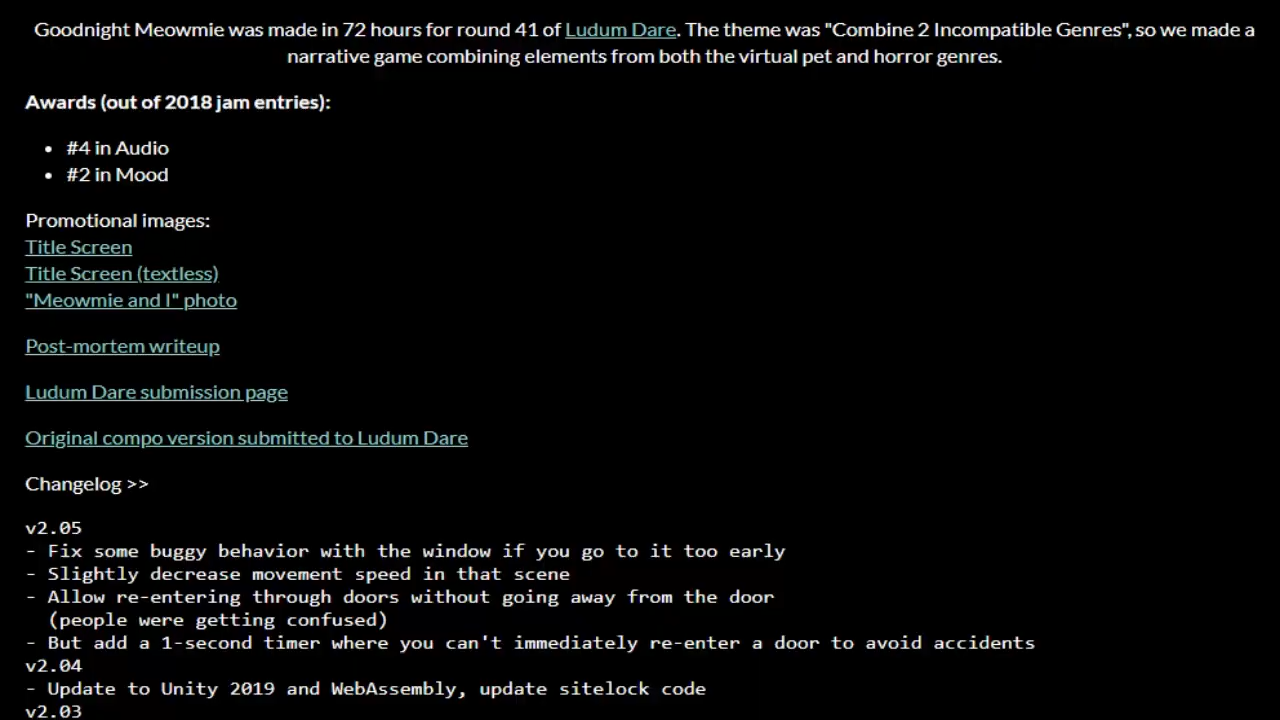 Goodnight Meowmie was made in 72 hours for round 41 of Ludum Dare. The theme was "Combine 2 Incompatible Genres", so we made a
narrative game combining elements from both the virtual pet and horror genres.
Awards (out of 2018 jam entries):
• #4 in Audio
• #2 in Mood
Promotional images:
Title Screen
Title Screen (textless)
"Meowmie and I" photo
Post-mortem writeup
Ludum Dare submission page
Original compo version submitted to Ludum Dare
Changelog >>
v2.05
- Fix some buggy behavior with the window if you go to it too early
- Slightly decrease movement speed in that scene
- Allow re-entering through doors without going away from the door
(people were getting confused)
- But add a 1-second timer where you can't immediately re-enter a door to avoid accidents
v2.04
- Update to Unity 2019 and WebAssembly, update sitelock code
v2.03